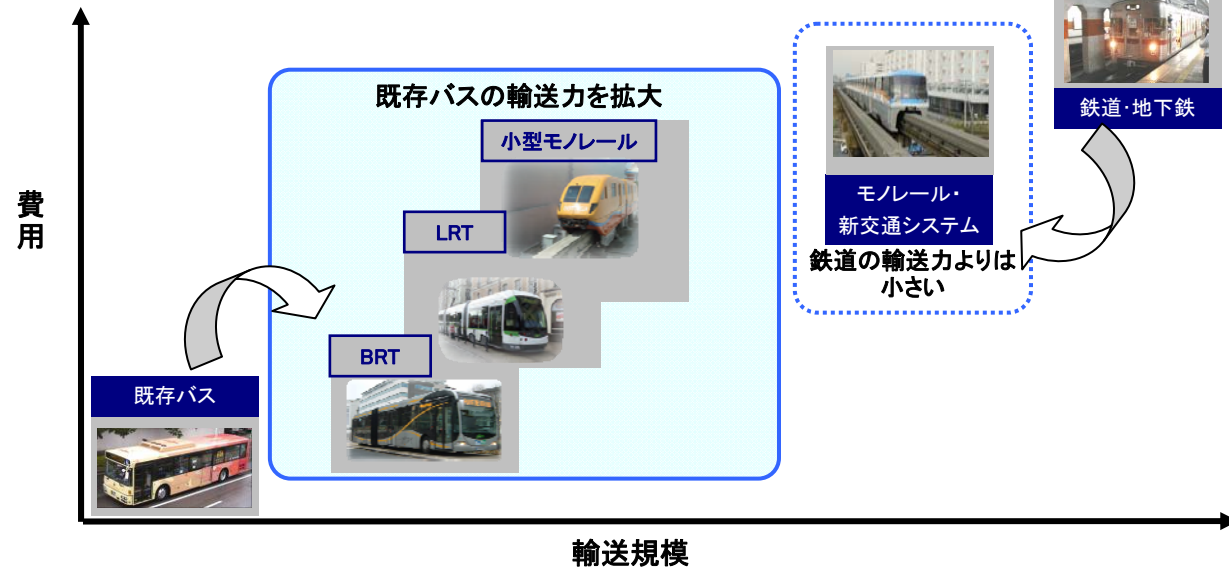 鉄道・地下鉄
既存バスの輸送力を拡大
小型モノレール
モノレール・
新交通システム
費
用
LRT
鉄道の輸送力よりは
小さい
BRT
既存バス
輸送規模